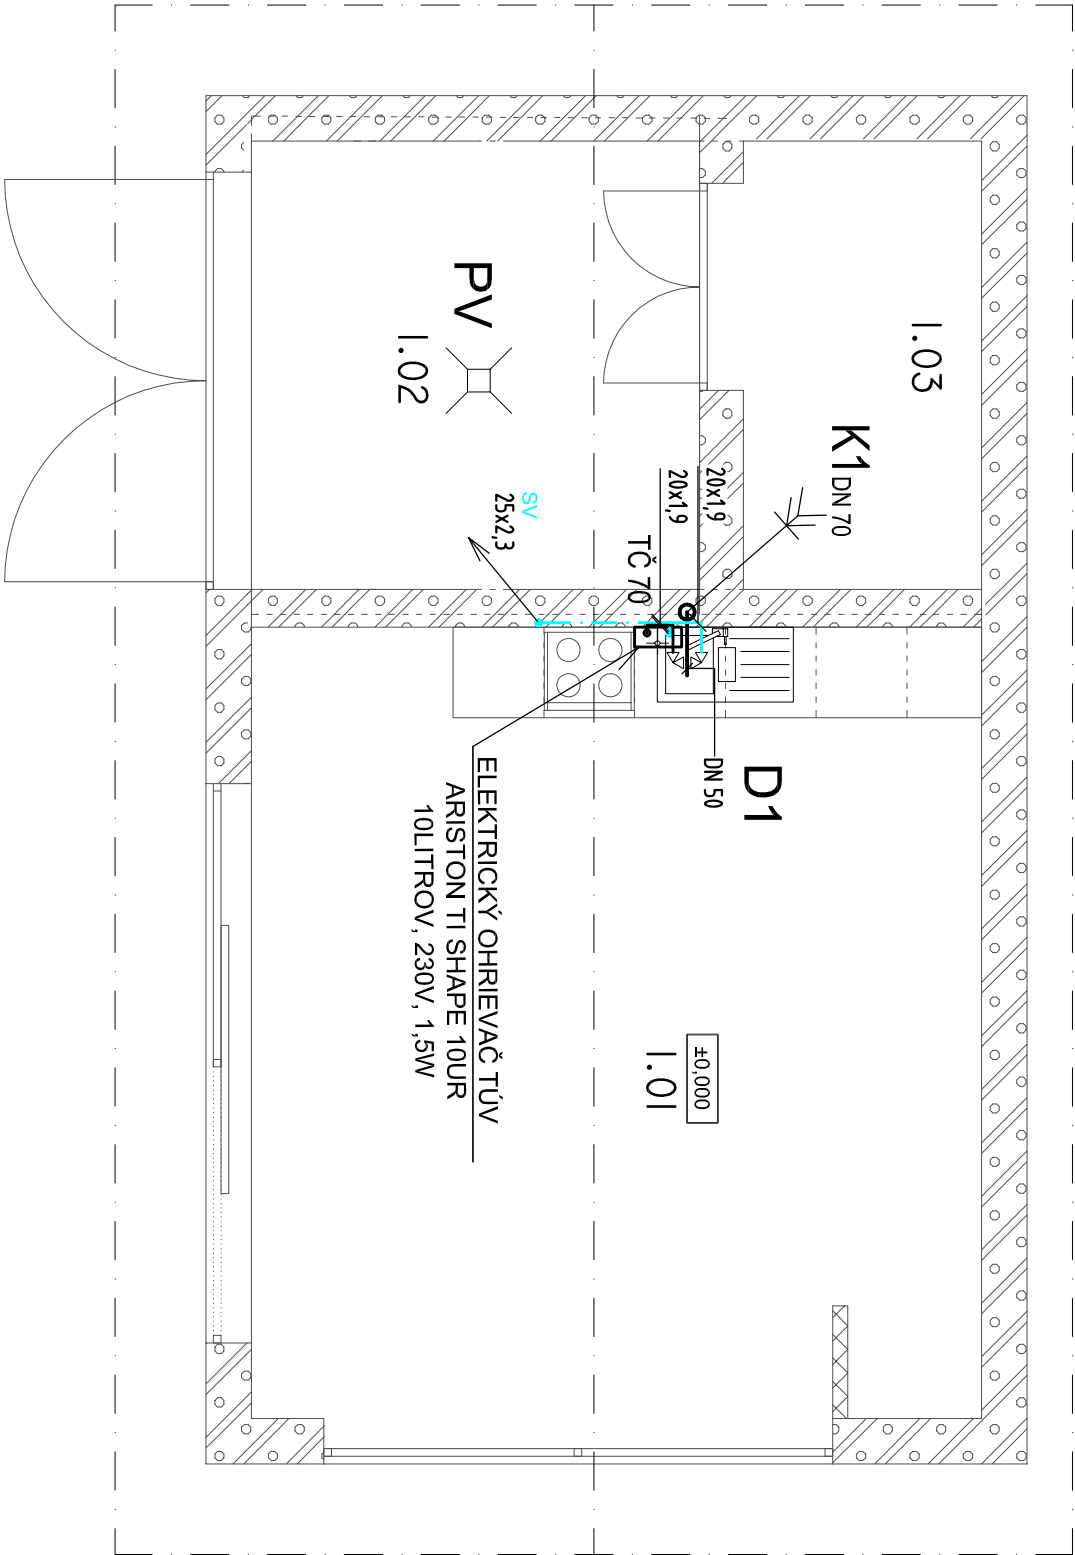 PV
1.02
1.03
K1 DN 70
20x1,9
20x1,9
TČ 70
SV
25x2,3
D1
DN 50
ELEKTRICKÝ OHRIEVAČ TÚV
ARISTON TI SHAPE 10UR
10LITROV, 230V, 1,5W
±0,000
1.01